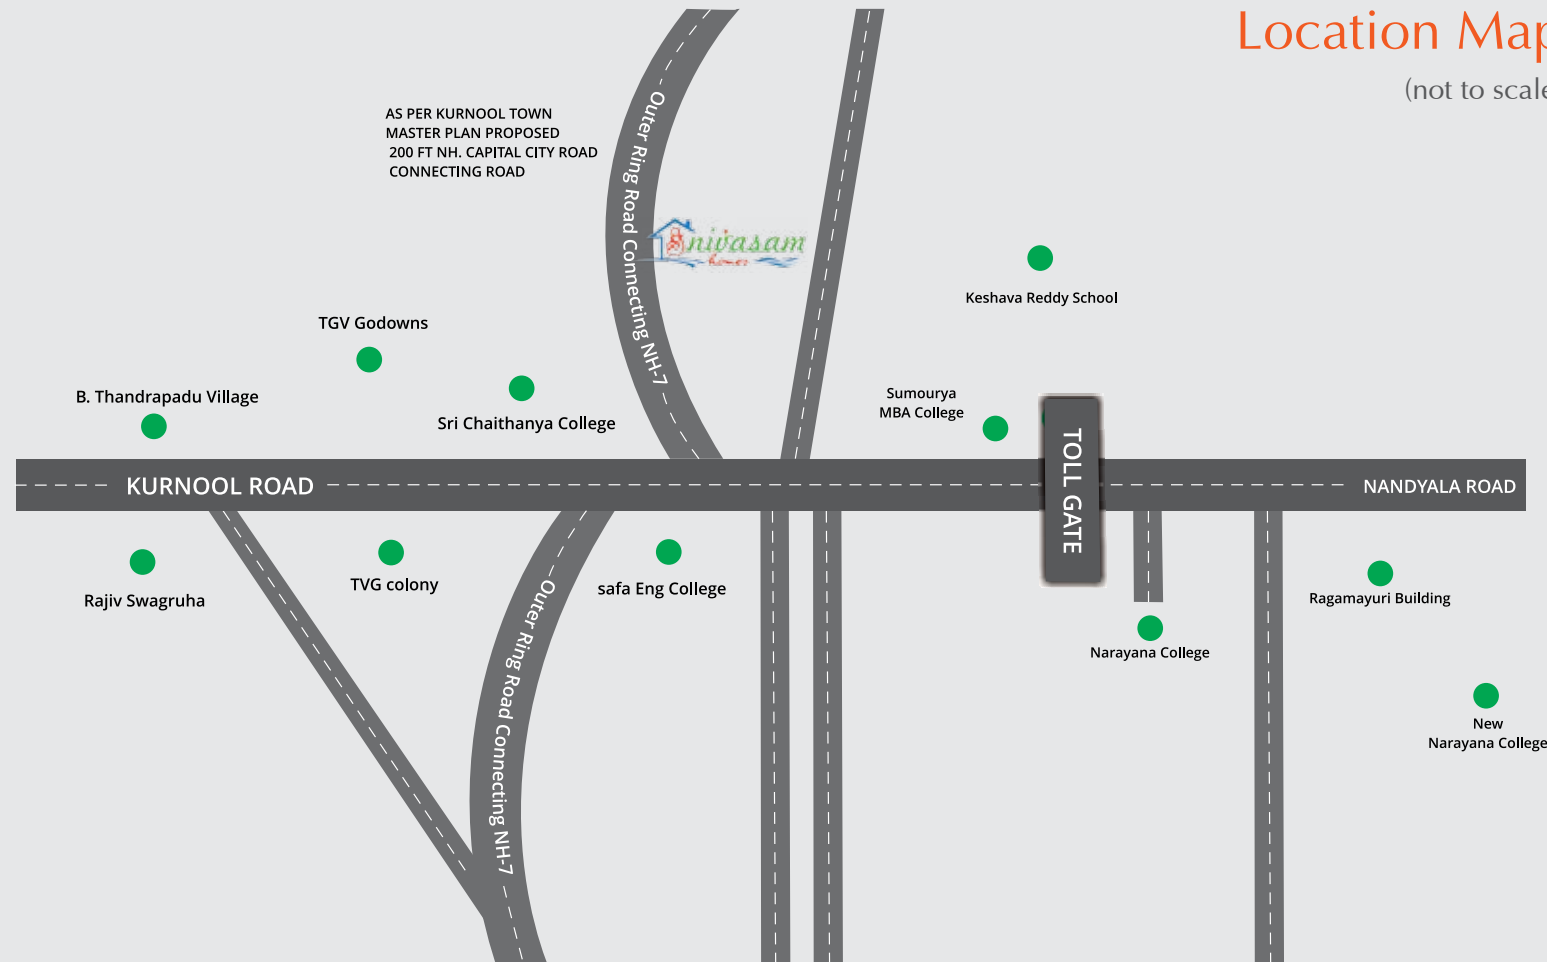 Location Map
(not to scale
AS PER KURNOOL TOWN
MASTER PLAN PROPOSED
200 FT NH. CAPITAL CITY ROAD
CONNECTING ROAD
Outer Ring Road Connecting NH-7
Snivasam
homes
Keshava Reddy School
TGV Godowns
B. Thandrapadu Village
Sri Chaithanya College
Sumourya
MBA College
TOLL GATE
KURNOOL ROAD
NANDYALA ROAD
Rajiv Swagruha
TVG colony
safa Eng College
Outer Ring Road Connecting NH-7
Narayana College
Ragamayuri Building
New
Narayana College